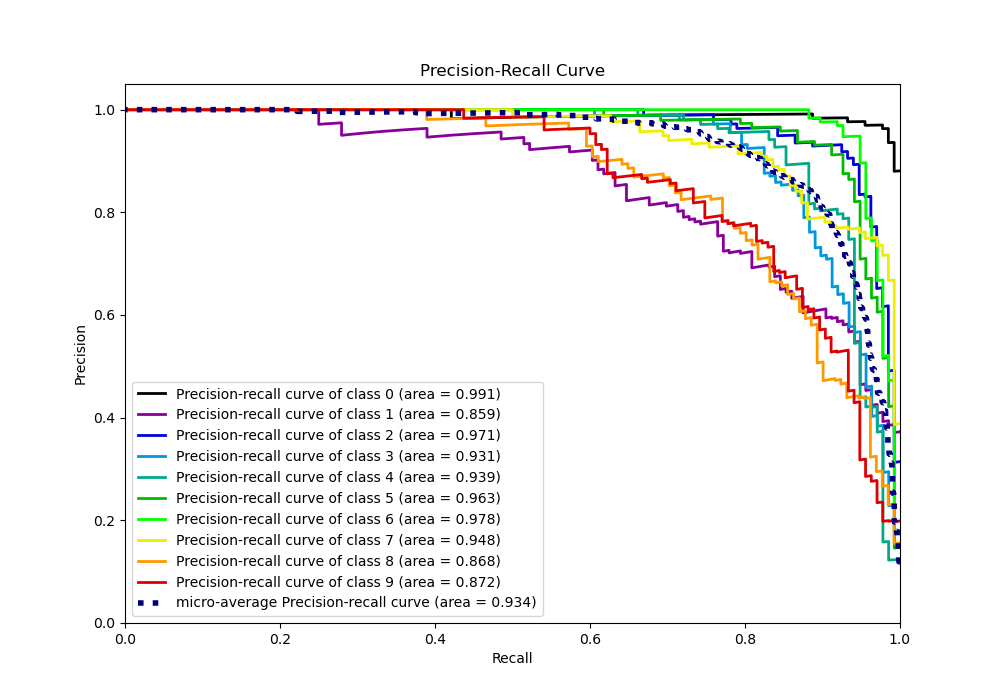 Precision-Recall Curve
1.0
0.8
0.6
0.4
0.2
0.0
Precision
Precision-recall curve of class 0 (area = 0.991)
Precision-recall curve of class 1 (area = 0.859)
Precision-recall curve of class 2 (area = 0.971)
Precision-recall curve of class 3 (area = 0.931)
Precision-recall curve of class 4 (area = 0.939)
Precision-recall curve of class 5 (area = 0.963)
Precision-recall curve of class 6 (area = 0.978)
Precision-recall curve of class 7 (area = 0.948)
Precision-recall curve of class 8 (area = 0.868)
Precision-recall curve of class 9 (area = 0.872)
micro-average Precision-recall curve (area = 0.934)
0.0 0.2 0.4 0.6 0.8 1.0
Recall